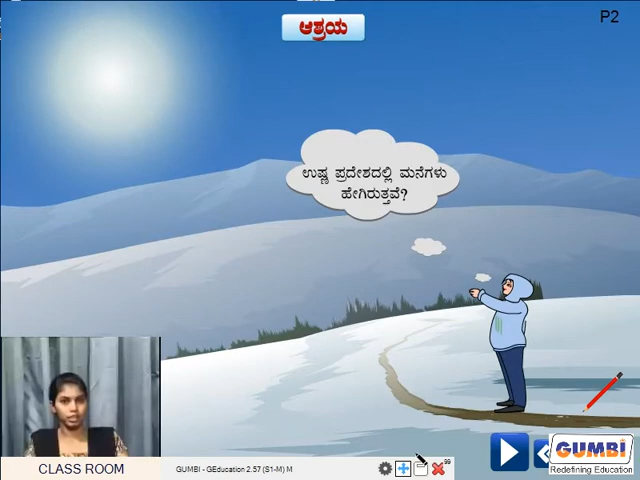 P2
ಆಶ್ರಯ
ಉಷ್ಣ ಪ್ರದೇಶದಲ್ಲಿ ಮನೆಗಳು
ಹೇಗಿರುತ್ತವೆ?
CLASS ROOM
GUMBI - GEducation 2.57 (S1-M) M
99
GUMBi
Redefining Education